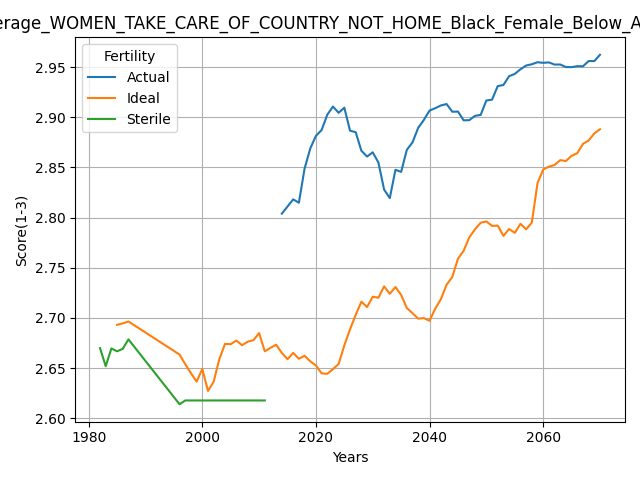 erage_WOMEN_TAKE_CARE_OF_COUNTRY_NOT_HOME_Black_Female_Below_A
Fertility
Actual
Ideal
Sterile
Score(1-3)
2.95
2.90
2.85
2.80
2.75
2.70
2.65
2.60
1980 2000 2020 2040 2060
Years